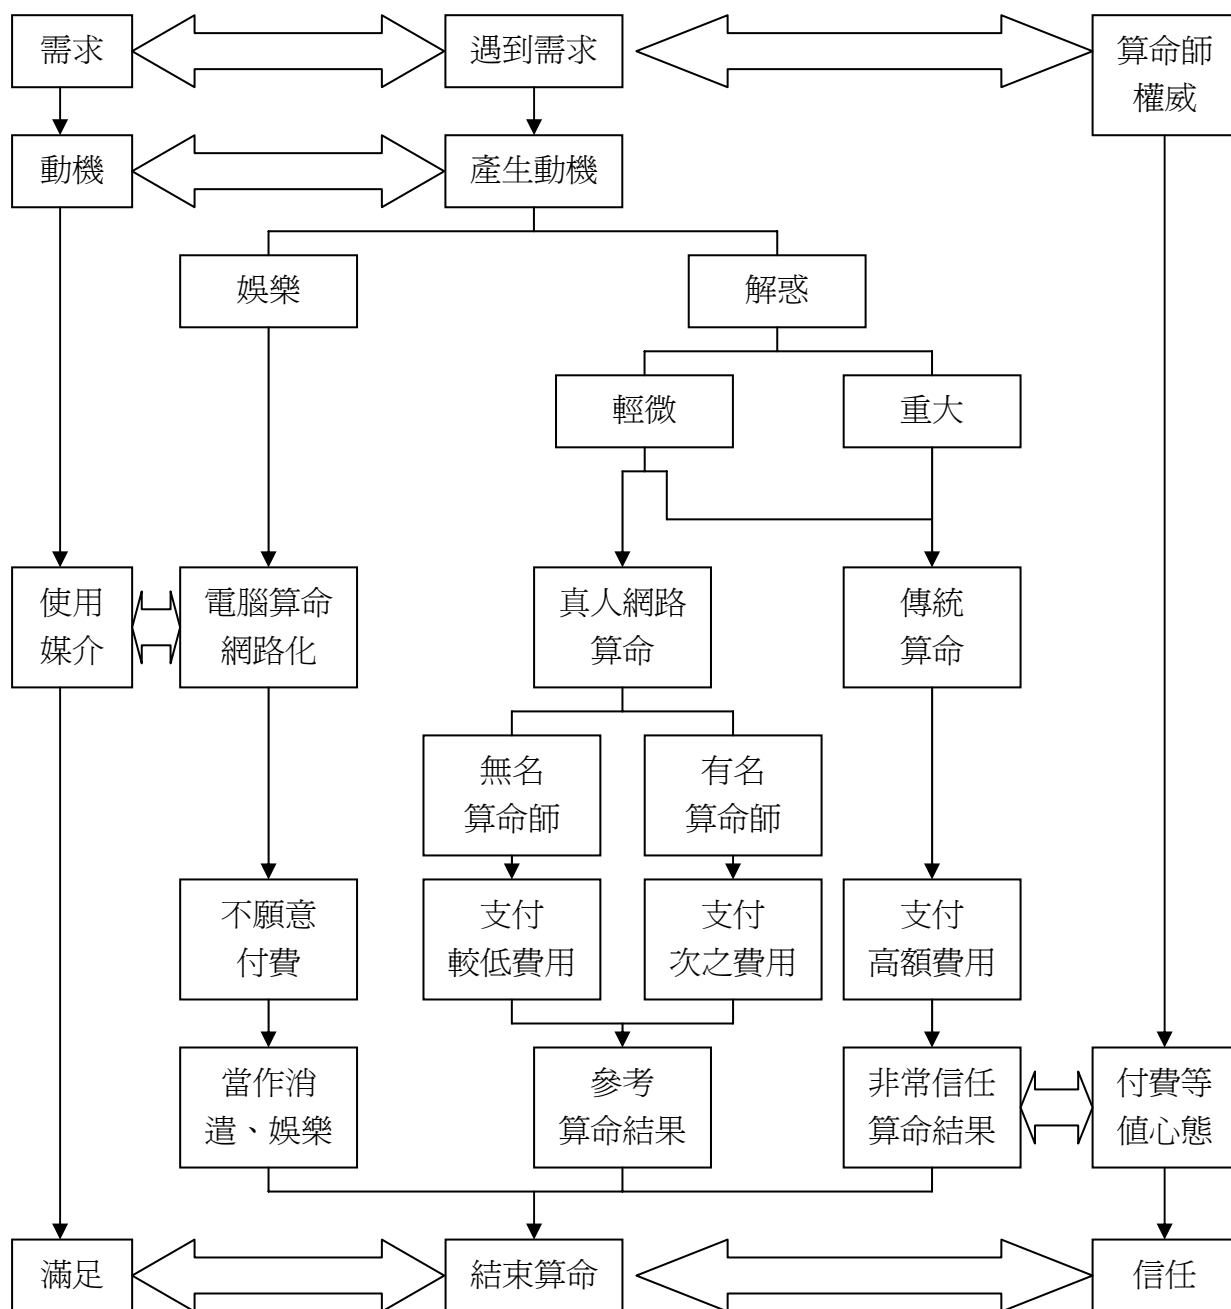 需求
遇到需求
算命師
權威
動機
產生動機
娛樂
解惑
輕微
重大
使用
媒介
電腦算命
網路化
真人網路
算命
傳統
算命
無名
算命師
有名
算命師
不願意
付費
支付
較低費用
支付
次之費用
支付
高額費用
當作消
遣、娛樂
參考
算命結果
非常信任
算命結果
付費等
值心態
滿足
結束算命
信任